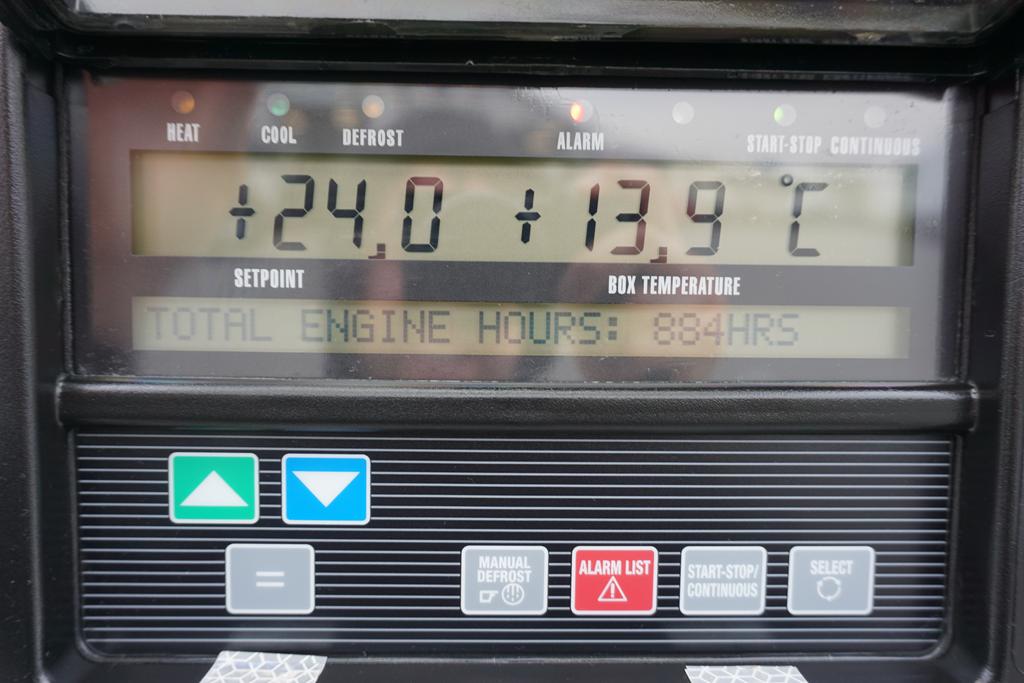 HEAT COOL DEFROST ALARM START-STOP CONTINUOUS
+24,0 +13,9 °C
SETPOINT BOX TEMPERATURE
TOTAL ENGINE HOURS: 884HRS
=
MANUAL
DEFROST
ALARM LIST
START-STOP/
CONTINUOUS
SELECT